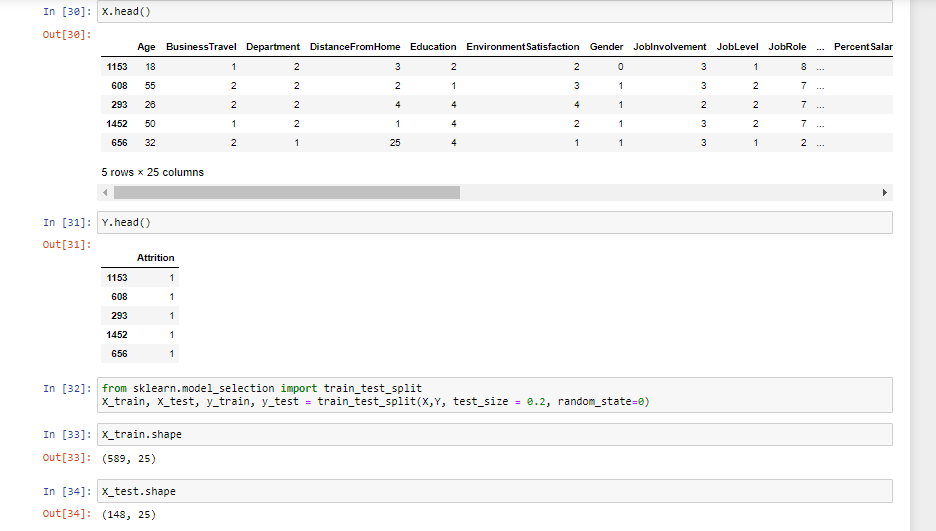 In [30]: X.head()
Out[30]:
Age BusinessTravel Department DistanceFromHome Education EnvironmentSatisfaction Gender JobInvolvement JobLevel JobRole ... PercentSalar
1153 18 1 2 3 2 2 0 3 1 8 ...
608 55 2 2 2 1 3 1 3 2 7 ...
293 26 2 2 4 4 4 1 2 2 7 ...
1452 50 1 2 1 4 2 1 3 2 7 ...
656 32 2 1 25 4 1 1 3 1 2 ...
5 rows × 25 columns
In [31]: Y.head()
Out[31]:
Attrition
1153 1
608 1
293 1
1452 1
656 1
In [32]: from sklearn.model_selection import train_test_split
X_train, X_test, y_train, y_test = train_test_split(X,Y, test_size = 0.2, random_state=0)
In [33]: X_train.shape
Out[33]: (589, 25)
In [34]: X_test.shape
Out[34]: (148, 25)